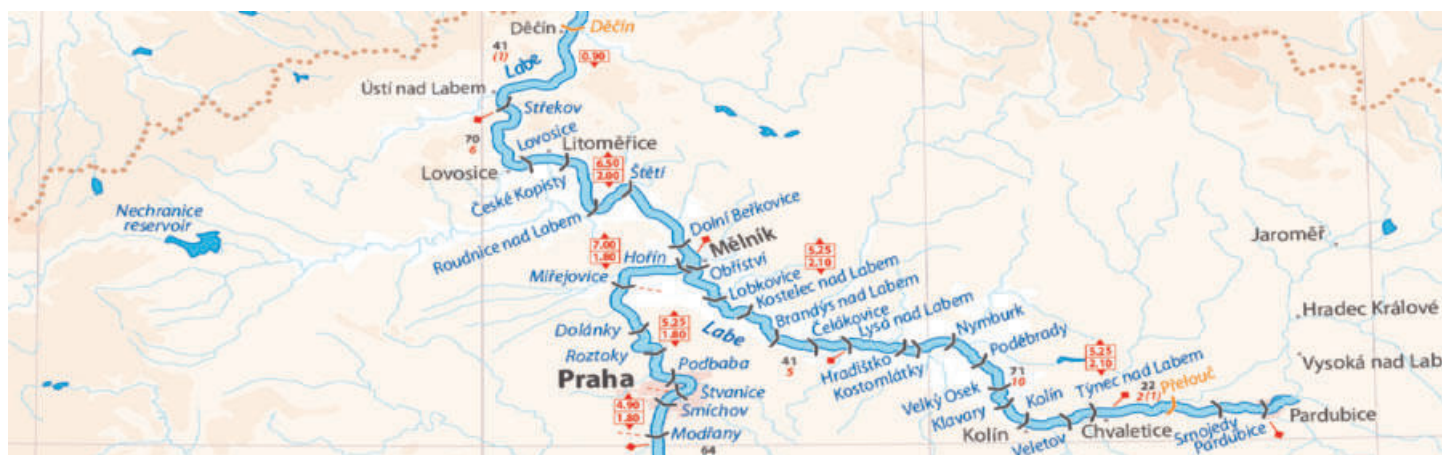 Děčín
Děčín
41
(1)
Labe
0.90
Ústí nad Labem
Střekov
70
6
Lovosice
Litoměřice
Lovosice
6.50
2.00
Štětí
České Kopisty
Nechranice
reservoir
Roudnice nad Labem
Dolní Beřkovice
Mělník
7.00
1.80
Hořín
Obříství
5.25
2.10
Jaroměř
Miřejovice
Lobkovice
Kostelec nad Labem
Brandýs nad Labem
Čelákovice
Lysá nad Labem
Hradec Králové
Dolánky
5.25
1.80
Labe
Nymburk
Roztoky
Podbaba
41
5
Hradištko
Kostomlátky
Poděbrady
5.25
2.10
Vysoká nad Lab
Praha
Štvanice
71
10
Týnec nad Labem
Velký Osek
Kolín
22
2 (1)
Přelouč
4.90
1.80
Smíchov
Klavary
Pardubice
Modřany
Kolín
Veletov
Chvaletice
Srnojedy
Pardubice
64